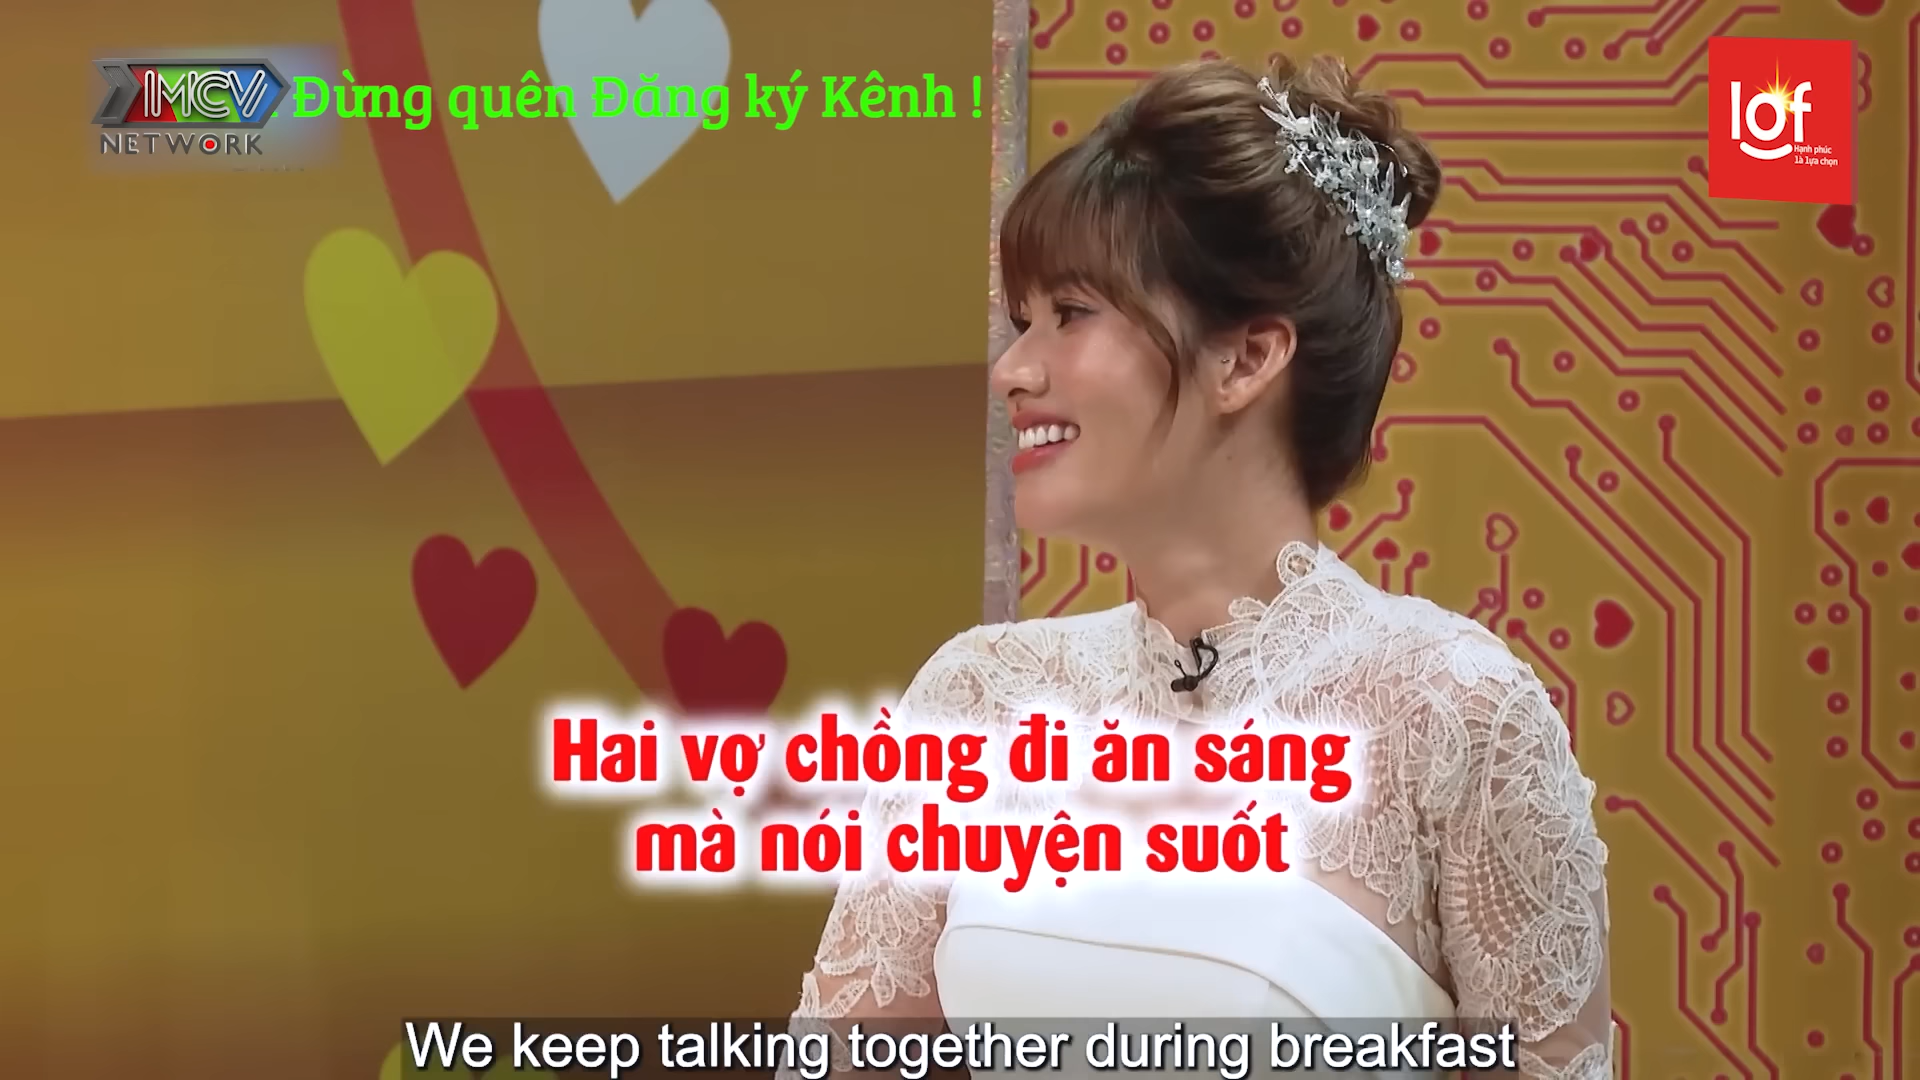 MCV
NETWORK
Đừng quên Đăng ký Kênh !
lof
Hạnh phúc
là lựa chọn
Hai vợ chồng đi ăn sáng
mà nói chuyện suốt
We keep talking together during breakfast